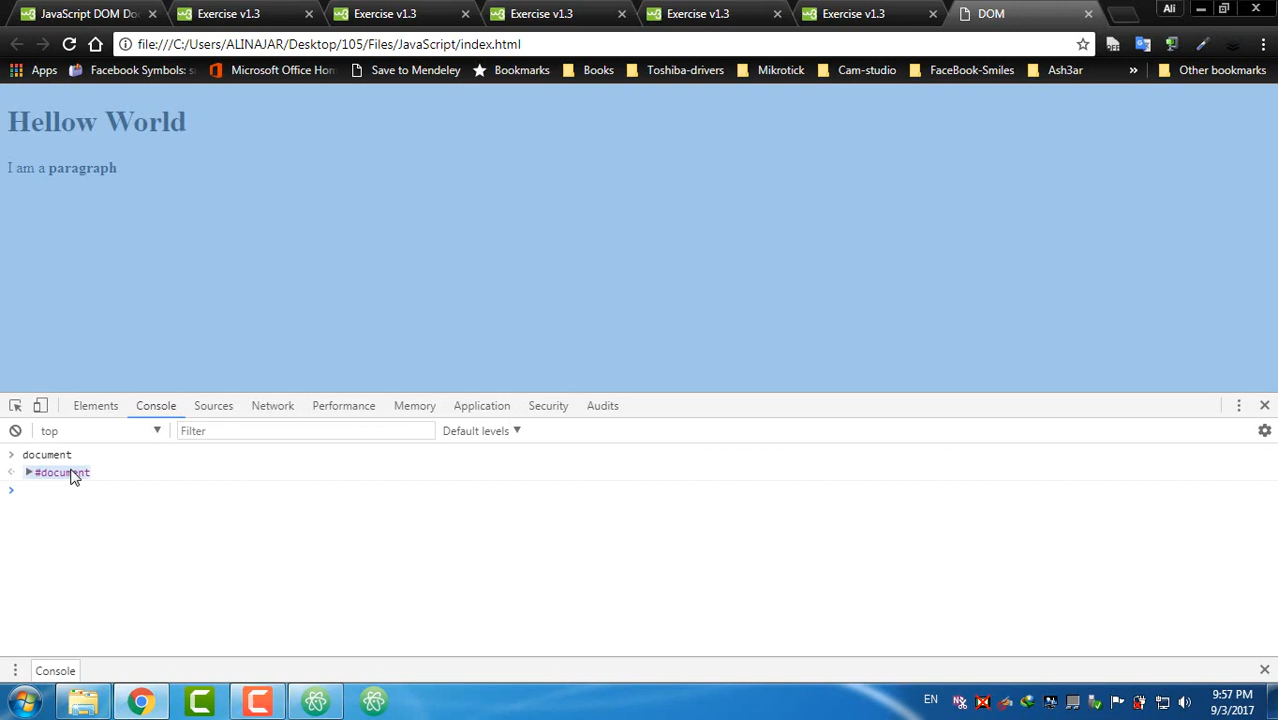 JavaScript DOM Do
Exercise v1.3
Exercise v1.3
Exercise v1.3
Exercise v1.3
Exercise v1.3
DOM
Ali
file:///C:/Users/ALINAJAR/Desktop/105/Files/JavaScript/index.html
Apps
Facebook Symbols: s
Microsoft Office Hon
Save to Mendeley
Bookmarks
Books
Toshiba-drivers
Mikrotick
Cam-studio
FaceBook-Smiles
Ash3ar
»
Other bookmarks
Hellow World
I am a paragraph
Elements
Console
Sources
Network
Performance
Memory
Application
Security
Audits
top
Filter
Default levels
document
#document
Console
EN
9:57 PM
9/3/2017